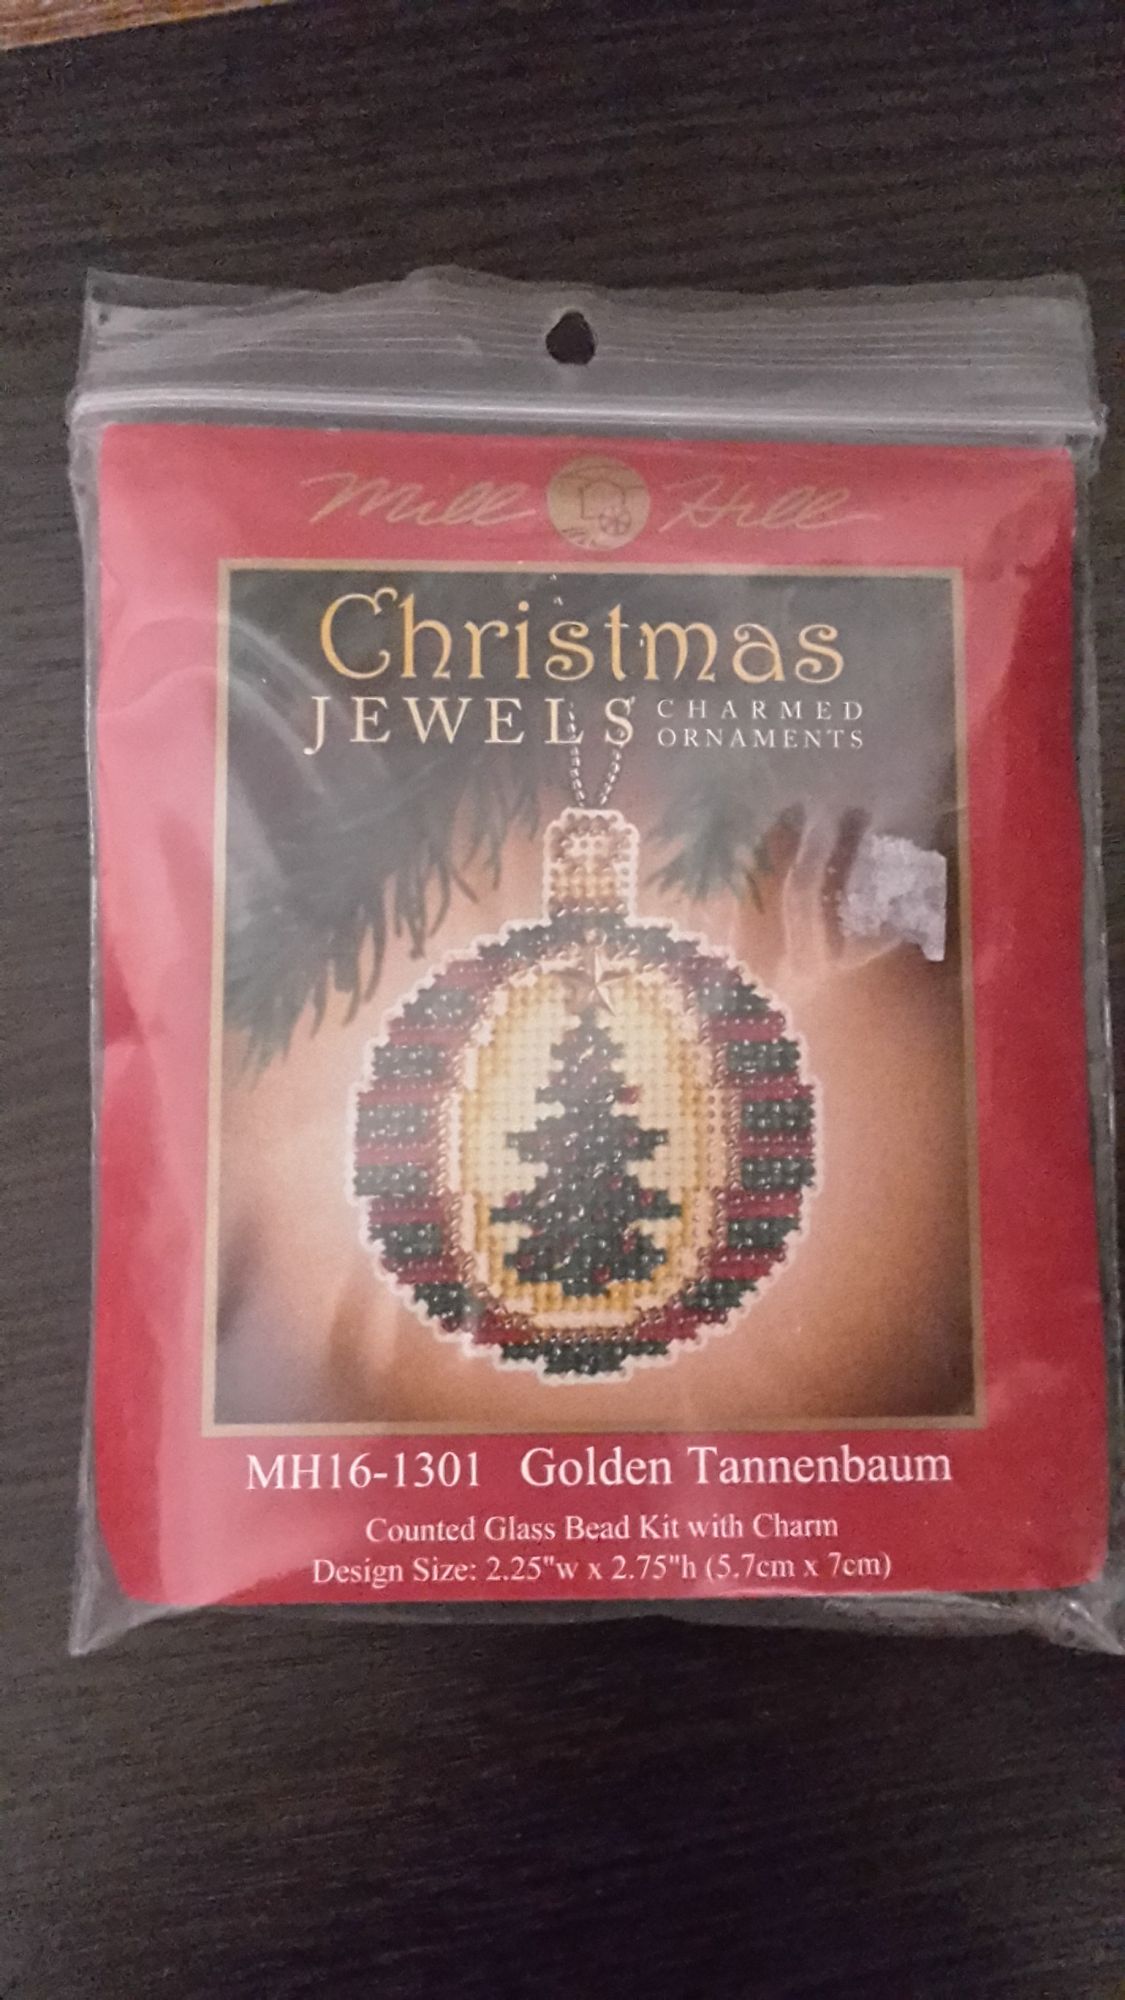 Mill Hill
Christmas
JEWELS CHARMED
ORNAMENTS
MH16-1301 Golden Tannenbaum
Counted Glass Bead Kit with Charm
Design Size: 2.25"w x 2.75"h (5.7cm x 7cm)